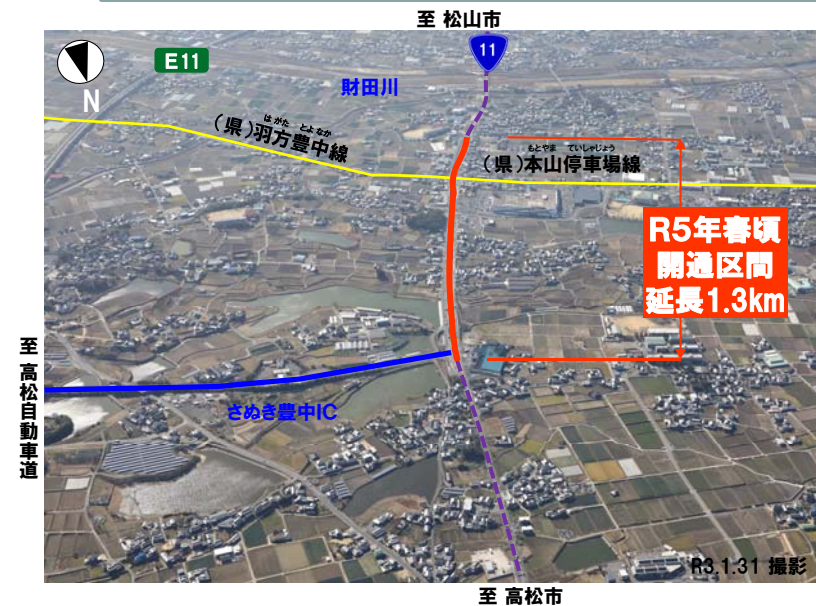 至 松山市
11
E11
N
財田川
はがた とよなか
(県)羽方豊中線
もとやま ていしゃじょう
(県)本山停車場線
R5年春頃
開通区間
延長1.3km
至 高松自動車道
さぬき豊中IC
R3.1.31 撮影
至 高松市